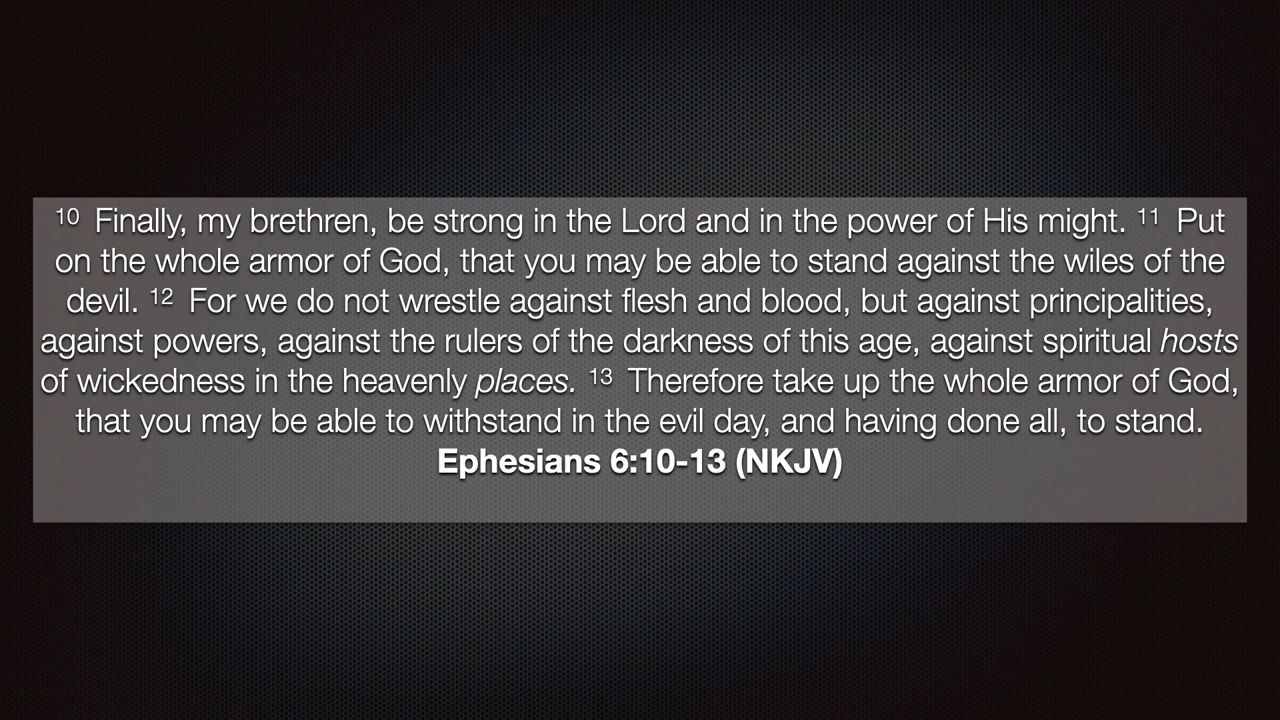 10 Finally, my brethren, be strong in the Lord and in the power of His might. 11 Put
on the whole armor of God, that you may be able to stand against the wiles of the
devil. 12 For we do not wrestle against flesh and blood, but against principalities,
against powers, against the rulers of the darkness of this age, against spiritual hosts
of wickedness in the heavenly places. 13 Therefore take up the whole armor of God,
that you may be able to withstand in the evil day, and having done all, to stand.
Ephesians 6:10-13 (NKJV)